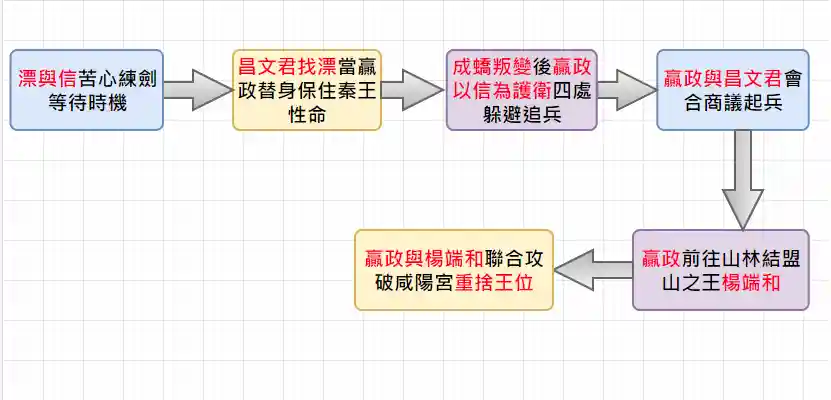 漂與信苦心練劍
等待時機
昌文君找漂當贏
政替身保住秦王
性命
成蟜叛變後贏政
以信為護衛四處
躲避追兵
贏政與昌文君會
合商議起兵
贏政前往山林結盟
山之王楊端和
贏政與楊端和聯合攻
破咸陽宮重捨王位